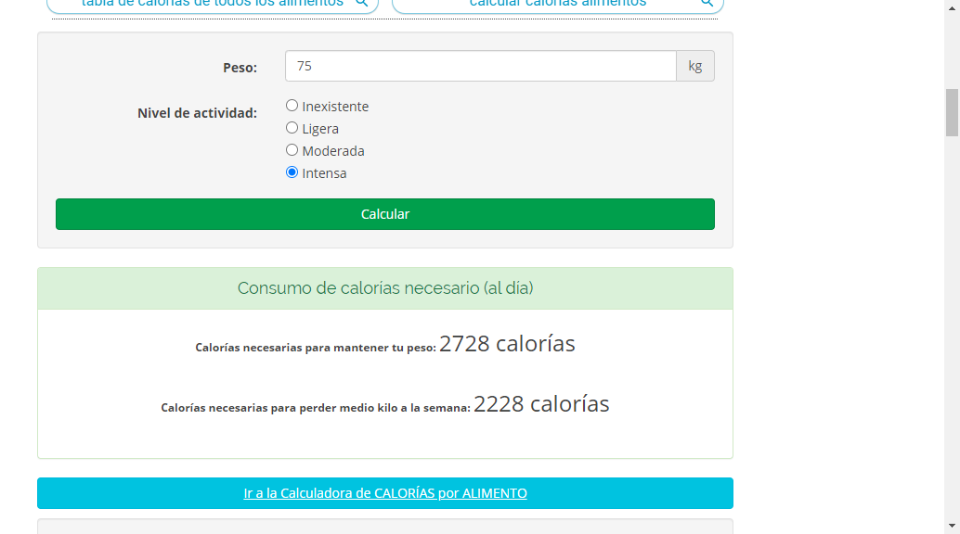 tabla de calorías de todos los alimentos
calcular calorías alimentos
Peso: 75 kg
Nivel de actividad:
Inexistente
Ligera
Moderada
Intensa
Calcular
Consumo de calorias necesario (al dia)
Calorías necesarias para mantener tu peso: 2728 calorías
Calorías necesarias para perder medio kilo a la semana: 2228 calorías
Ir a la Calculadora de CALORÍAS por ALIMENTO